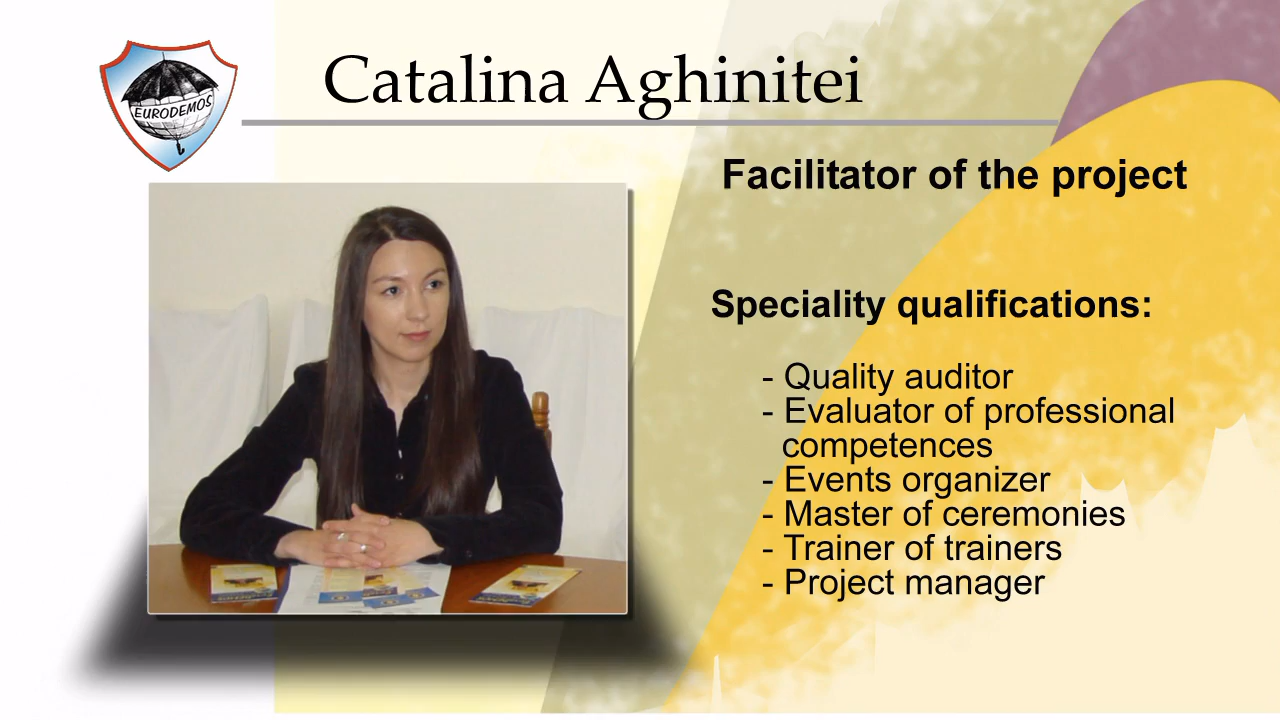 EURODEMOS
Catalina Aghinitei
Facilitator of the project
Speciality qualifications:
- Quality auditor
- Evaluator of professional
competences
- Events organizer
- Master of ceremonies
- Trainer of trainers
- Project manager